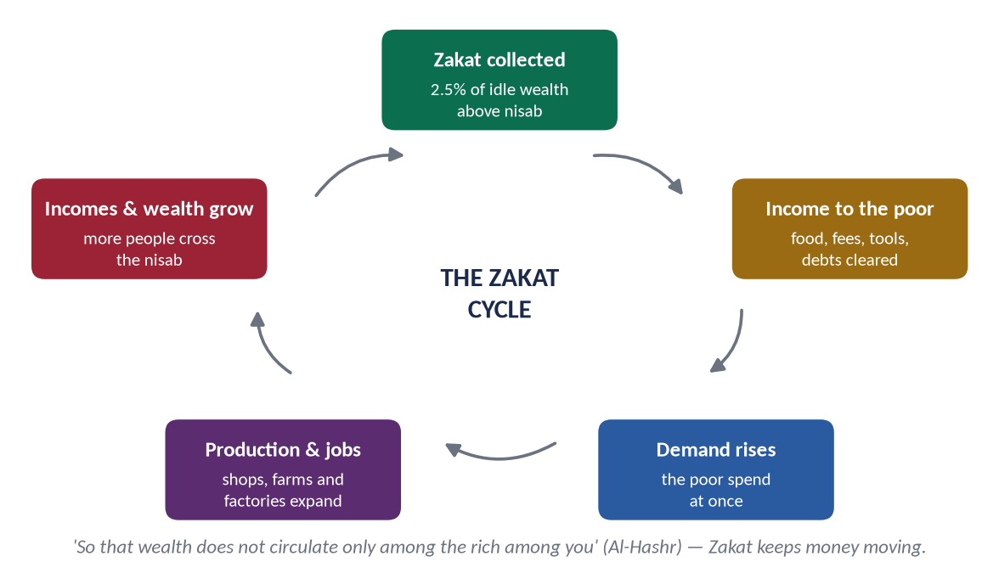 Zakat collected
2.5% of idle wealth
above nisab
Income to the poor
food, fees, tools,
debts cleared
Demand rises
the poor spend
at once
Production & jobs
shops, farms and
factories expand
Incomes & wealth grow
more people cross
the nisab
THE ZAKAT
CYCLE
'So that wealth does not circulate only among the rich among you' (Al-Hashr) — Zakat keeps money moving.